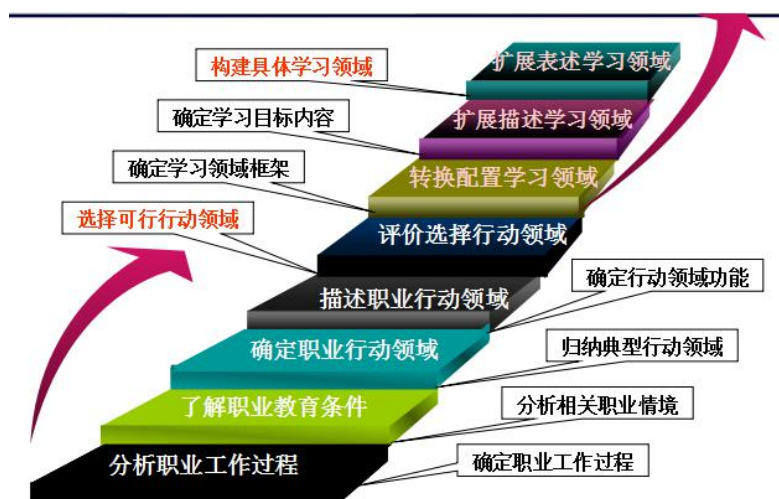 扩展表述学习领域
构建具体学习领域
扩展描述学习领域
确定学习目标内容
转换配置学习领域
确定学习领域框架
评价选择行动领域
选择可行行动领域
描述职业行动领域
确定行动领域功能
确定职业行动领域
归纳典型行动领域
了解职业教育条件
分析相关职业情境
分析职业工作过程
确定职业工作过程